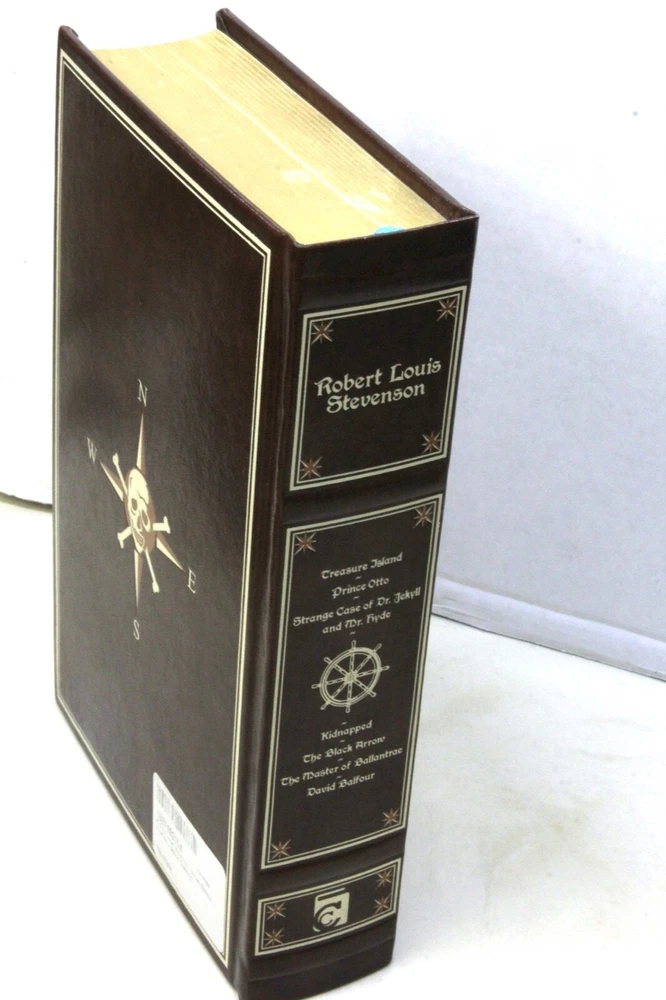 N
W
E
S
Robert Louis
Stevenson
Treasure Island
~
Prince Otto
~
Strange Case of Dr. Jekyll
and Mr. Hyde
~
~
Kidnapped
~
The Black Arrow
~
The Master of Ballantrae
~
David Balfour